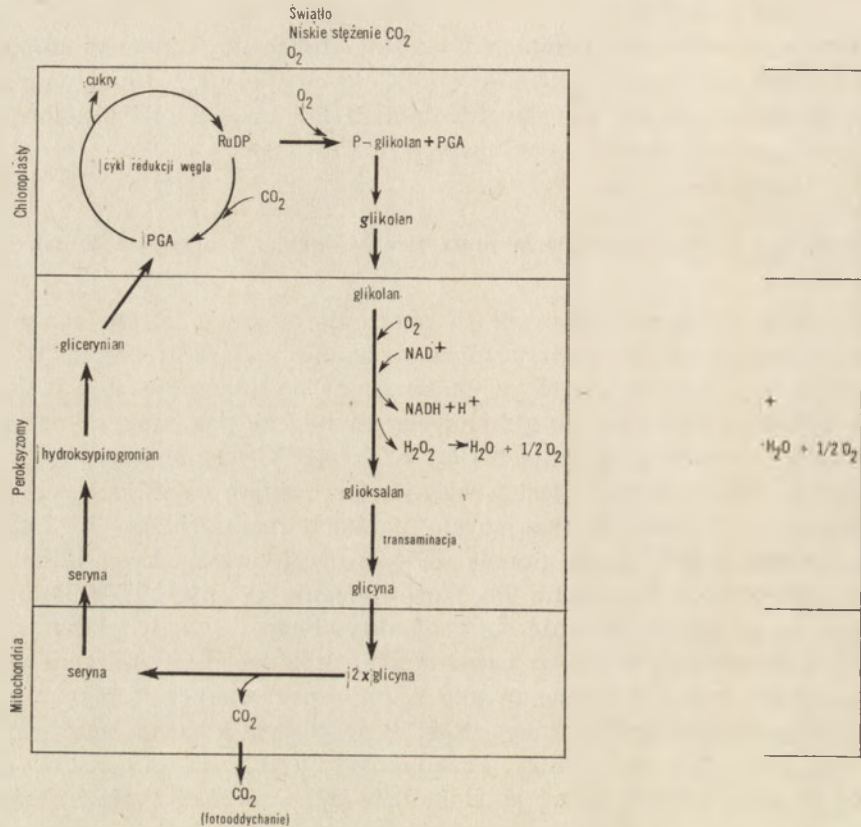 Światło
Niskie stężenie CO₂
O₂
Chloroplasty
cukry
O₂
RuDP
P-glikolan + PGA
cykl redukcji węgla
CO₂
glikolan
PGA
Peroksyzomy
glikolan
O₂
glicerynian
NAD⁺
NADH + H⁺
hydroksypirogronian
H₂O₂ → H₂O + 1/2 O₂
glioksalan
transaminacja
seryna
glicyna
Mitochondria
seryna
2x glicyna
CO₂
CO₂
(fotooddychanie)
+
H₂O + 1/2 O₂